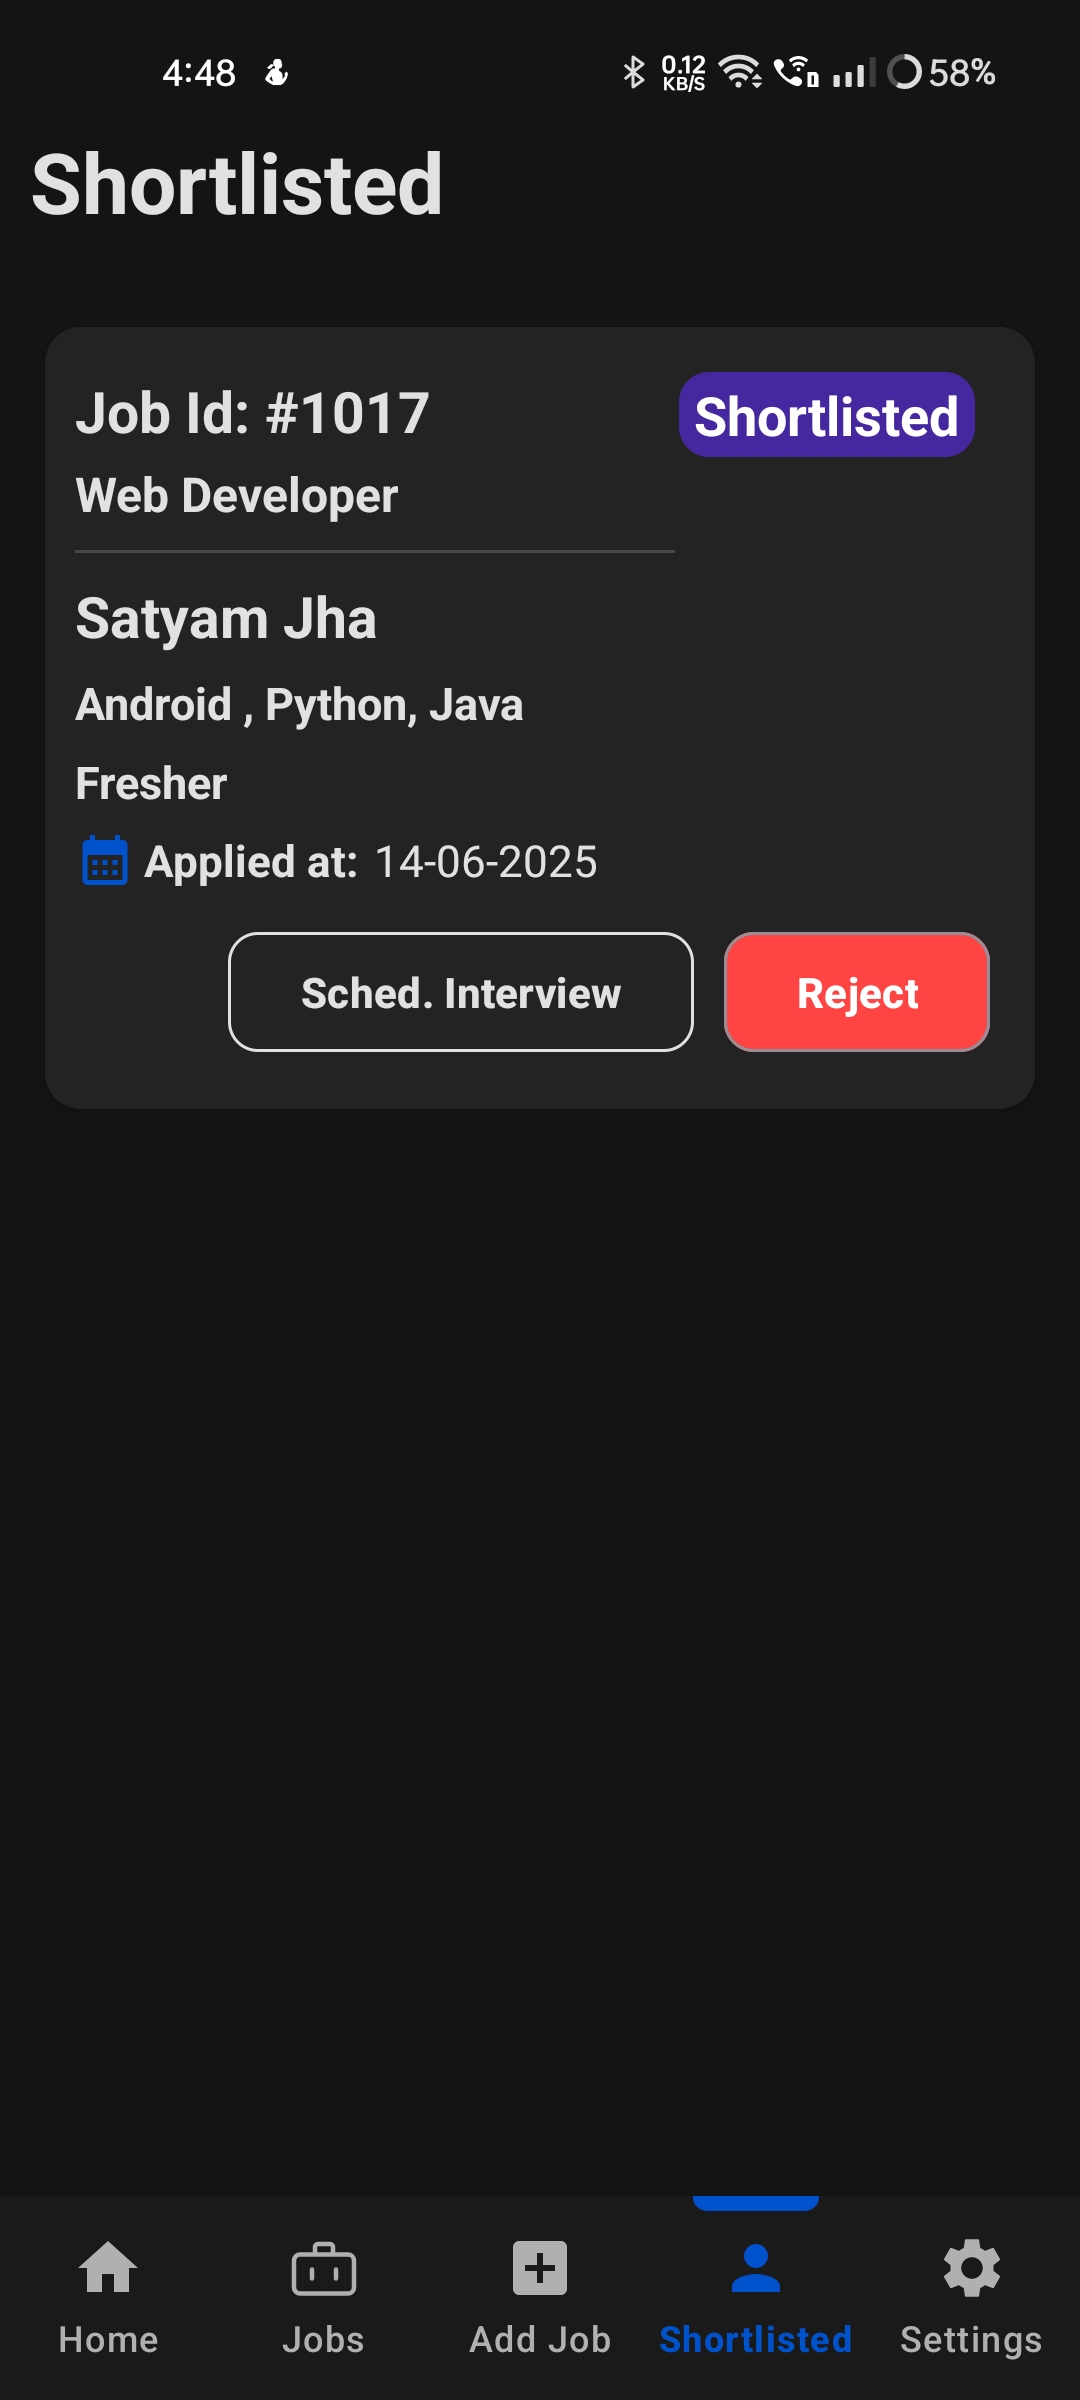 4:48 0.12 KB/S 58%
Shortlisted
Job Id: #1017 Shortlisted
Web Developer
Satyam Jha
Android , Python, Java
Fresher
Applied at: 14-06-2025
Sched. Interview Reject
Home Jobs Add Job Shortlisted Settings